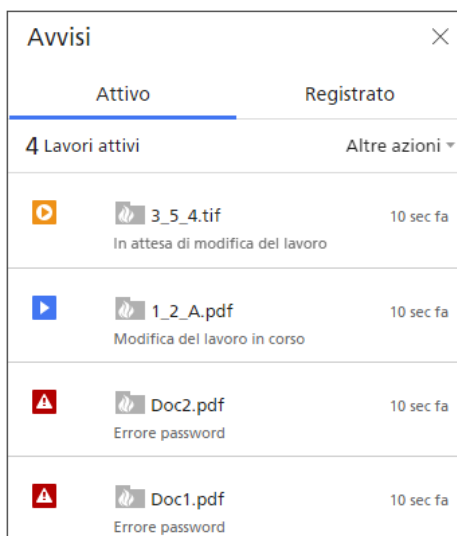 Avvisi
Attivo Registrato
4 Lavori attivi Altre azioni
3_5_4.tif 10 sec fa
In attesa di modifica del lavoro
1_2_A.pdf 10 sec fa
Modifica del lavoro in corso
Doc2.pdf 10 sec fa
Errore password
Doc1.pdf 10 sec fa
Errore password